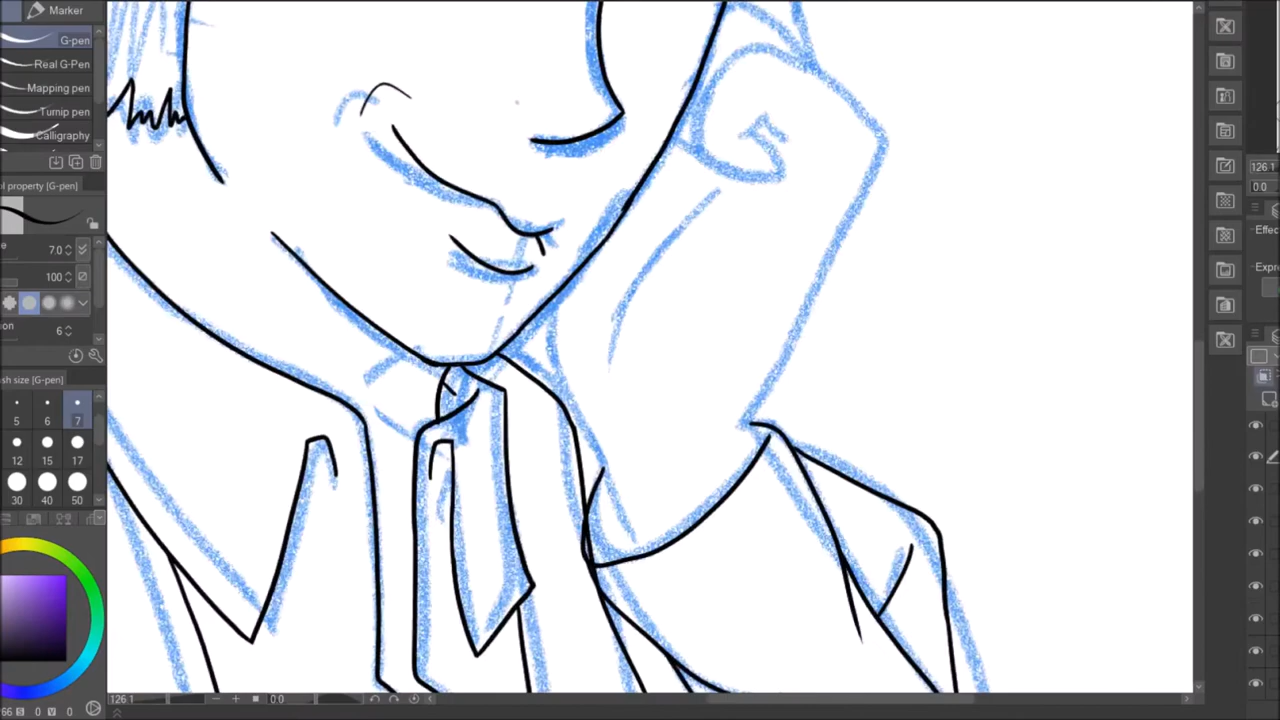 Marker
G-pen
Real G-Pen
Mapping pen
Turnip pen
Calligraphy
ol property [G-pen]
7.0
100
6
[G-pen]
5 6 7
12 15 17
30 40 50
66 S 0 V 0
126.1 0.0
126.1
0.0
Effec
Expr